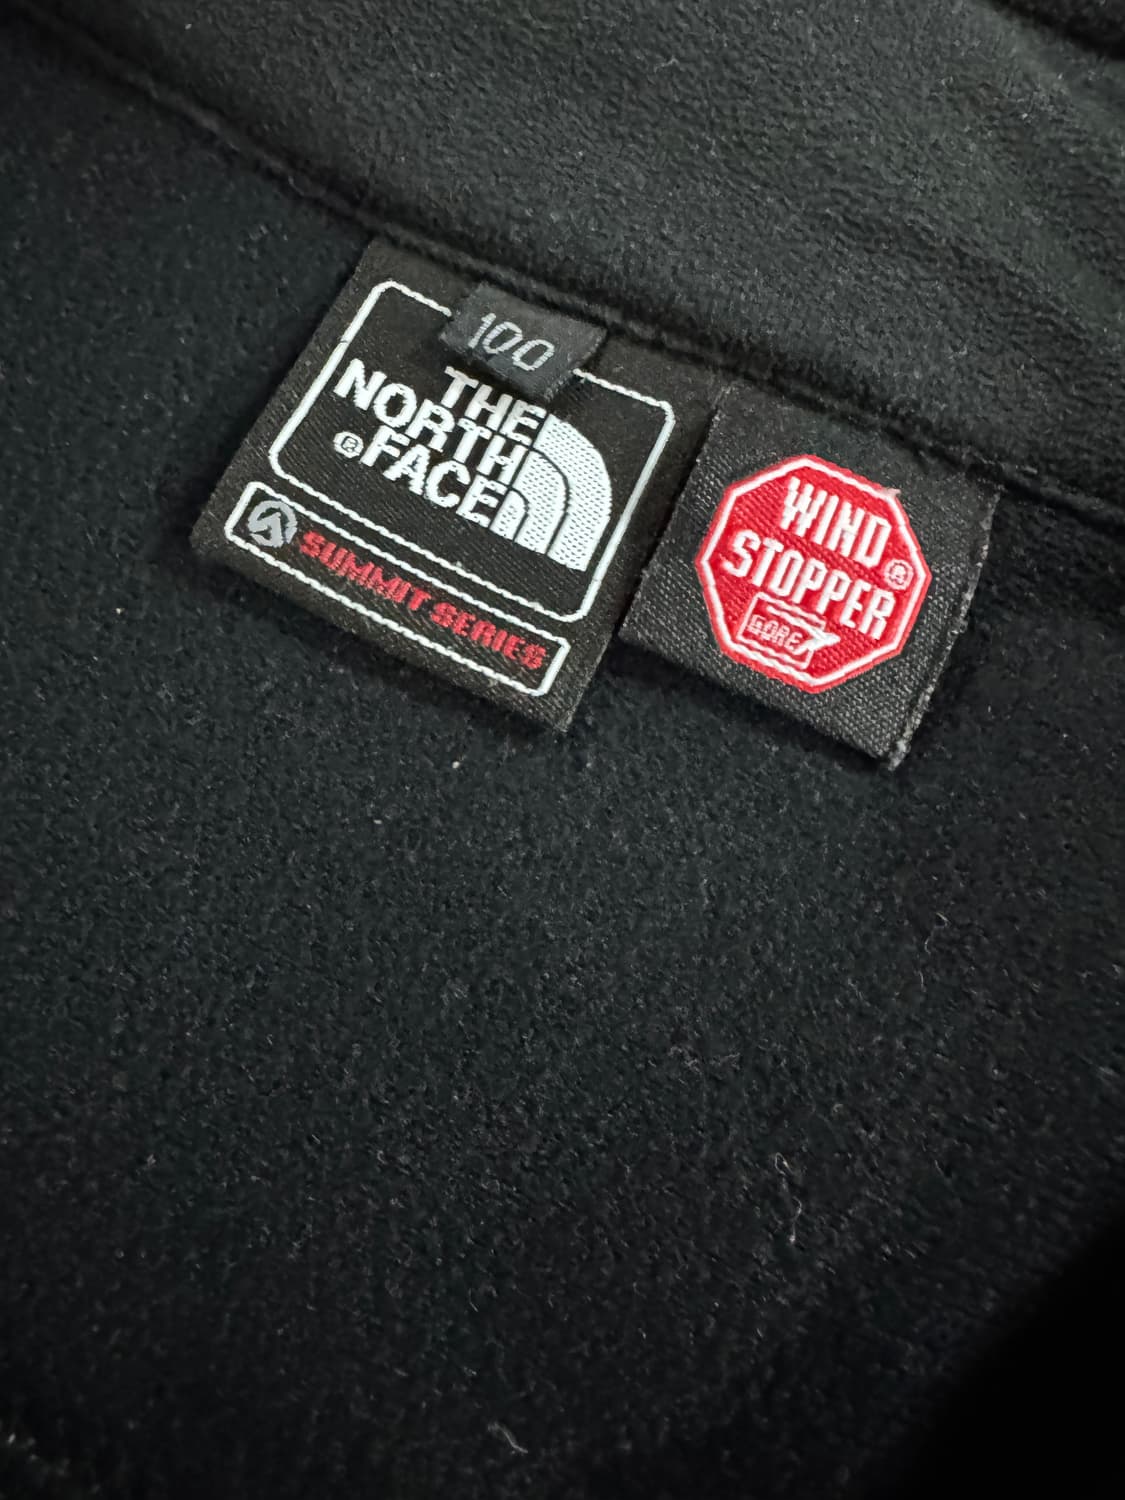 100
THE
NORTH
® FACE
SUMMIT SERIES
WIND
STOPPER ®
GORE